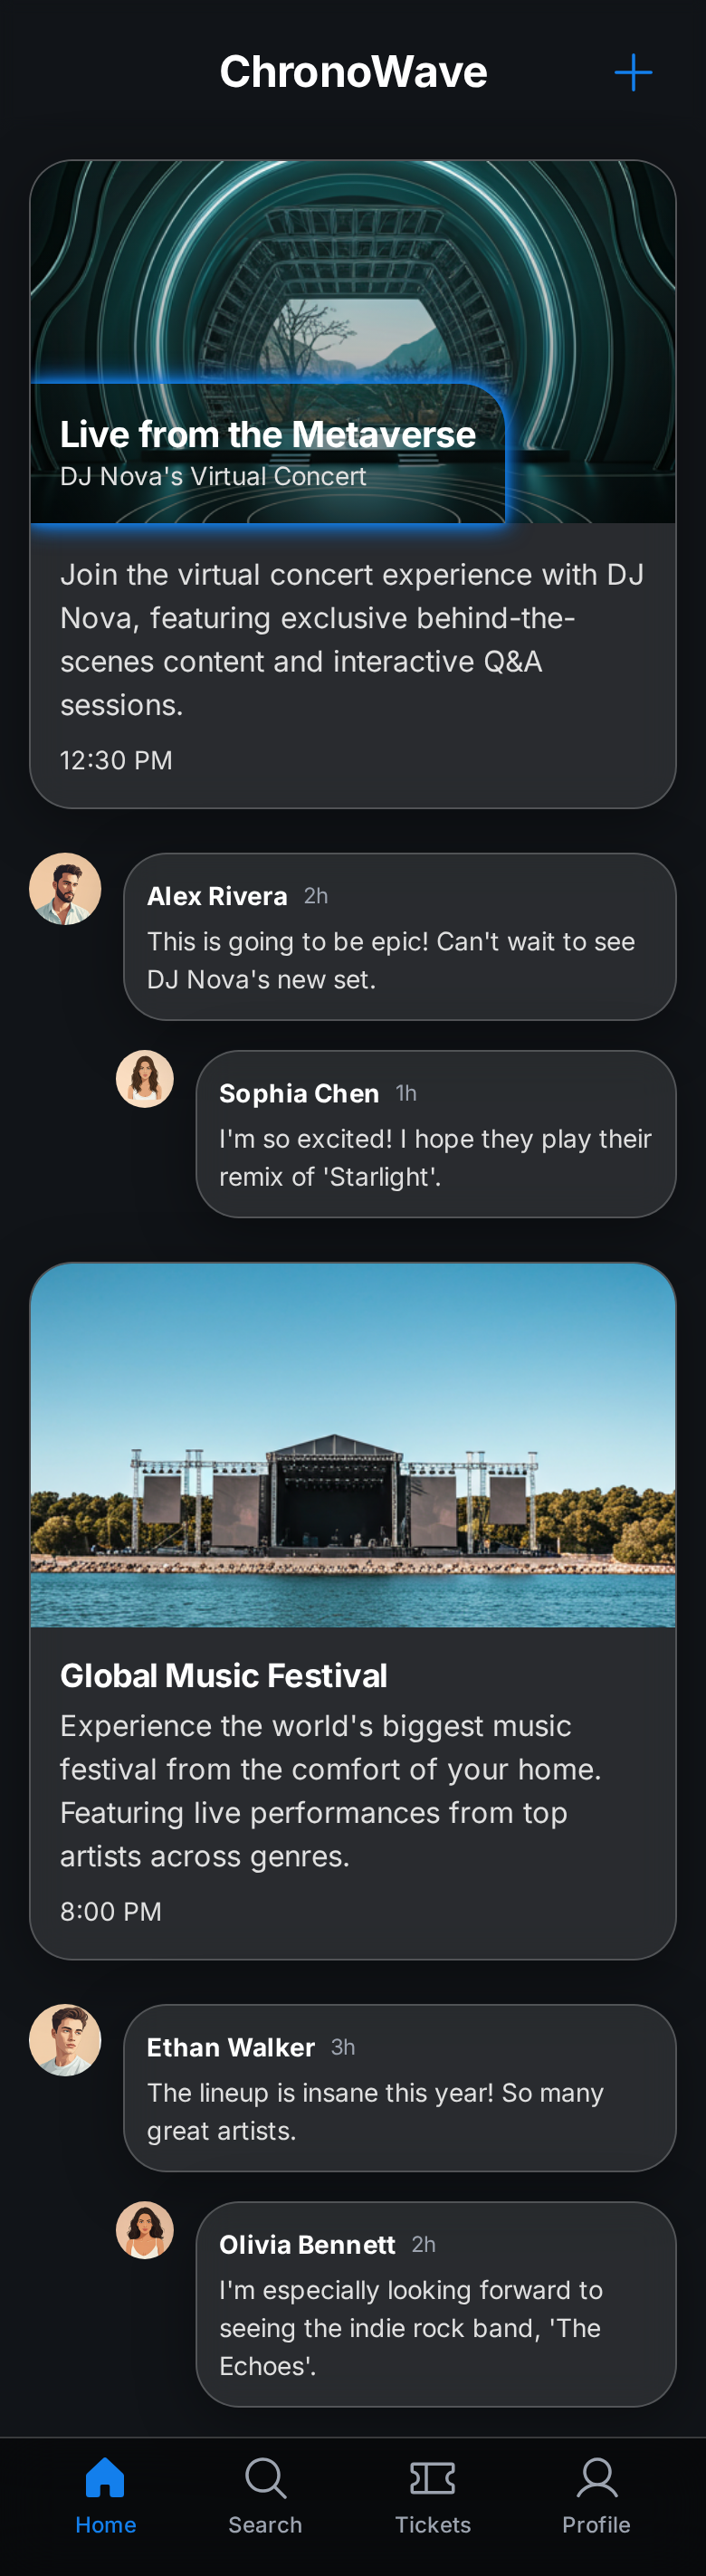 ChronoWave
Live from the Metaverse
DJ Nova's Virtual Concert
Join the virtual concert experience with DJ
Nova, featuring exclusive behind-the-
scenes content and interactive Q&A
sessions.
12:30 PM
Alex Rivera 2h
This is going to be epic! Can't wait to see
DJ Nova's new set.
Sophia Chen 1h
I'm so excited! I hope they play their
remix of 'Starlight'.
Global Music Festival
Experience the world's biggest music
festival from the comfort of your home.
Featuring live performances from top
artists across genres.
8:00 PM
Ethan Walker 3h
The lineup is insane this year! So many
great artists.
Olivia Bennett 2h
I'm especially looking forward to
seeing the indie rock band, 'The
Echoes'.
Home Search Tickets Profile